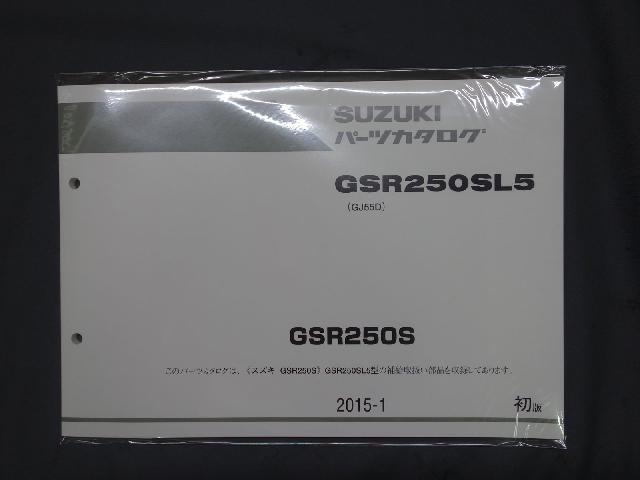 SUZUKI
パーツカタログ
GSR250SL5
(GJ55D)
GSR250S
このパーツカタログは、《スズキ GSR250S》GSR250SL5型の補給取扱い部品を収録してあります。
2015-1 初版